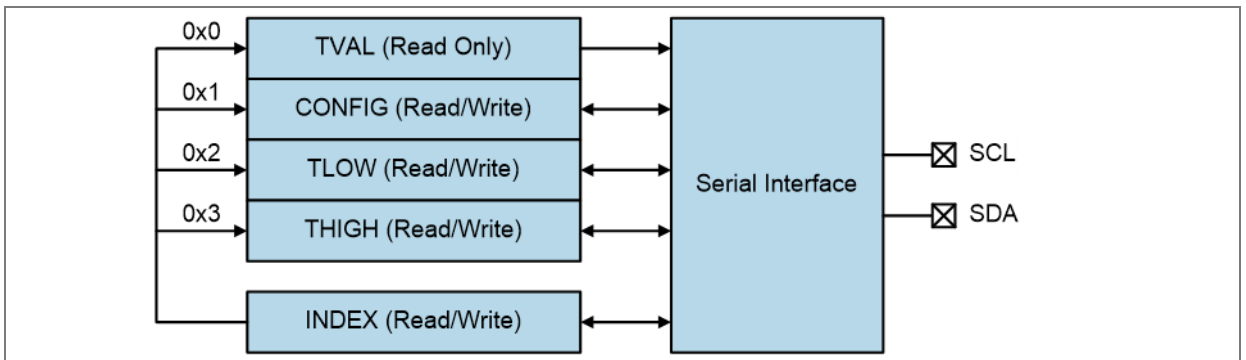 0x0
TVAL (Read Only)
0x1
CONFIG (Read/Write)
0x2
TLOW (Read/Write)
0x3
THIGH (Read/Write)
INDEX (Read/Write)
Serial Interface
SCL
SDA